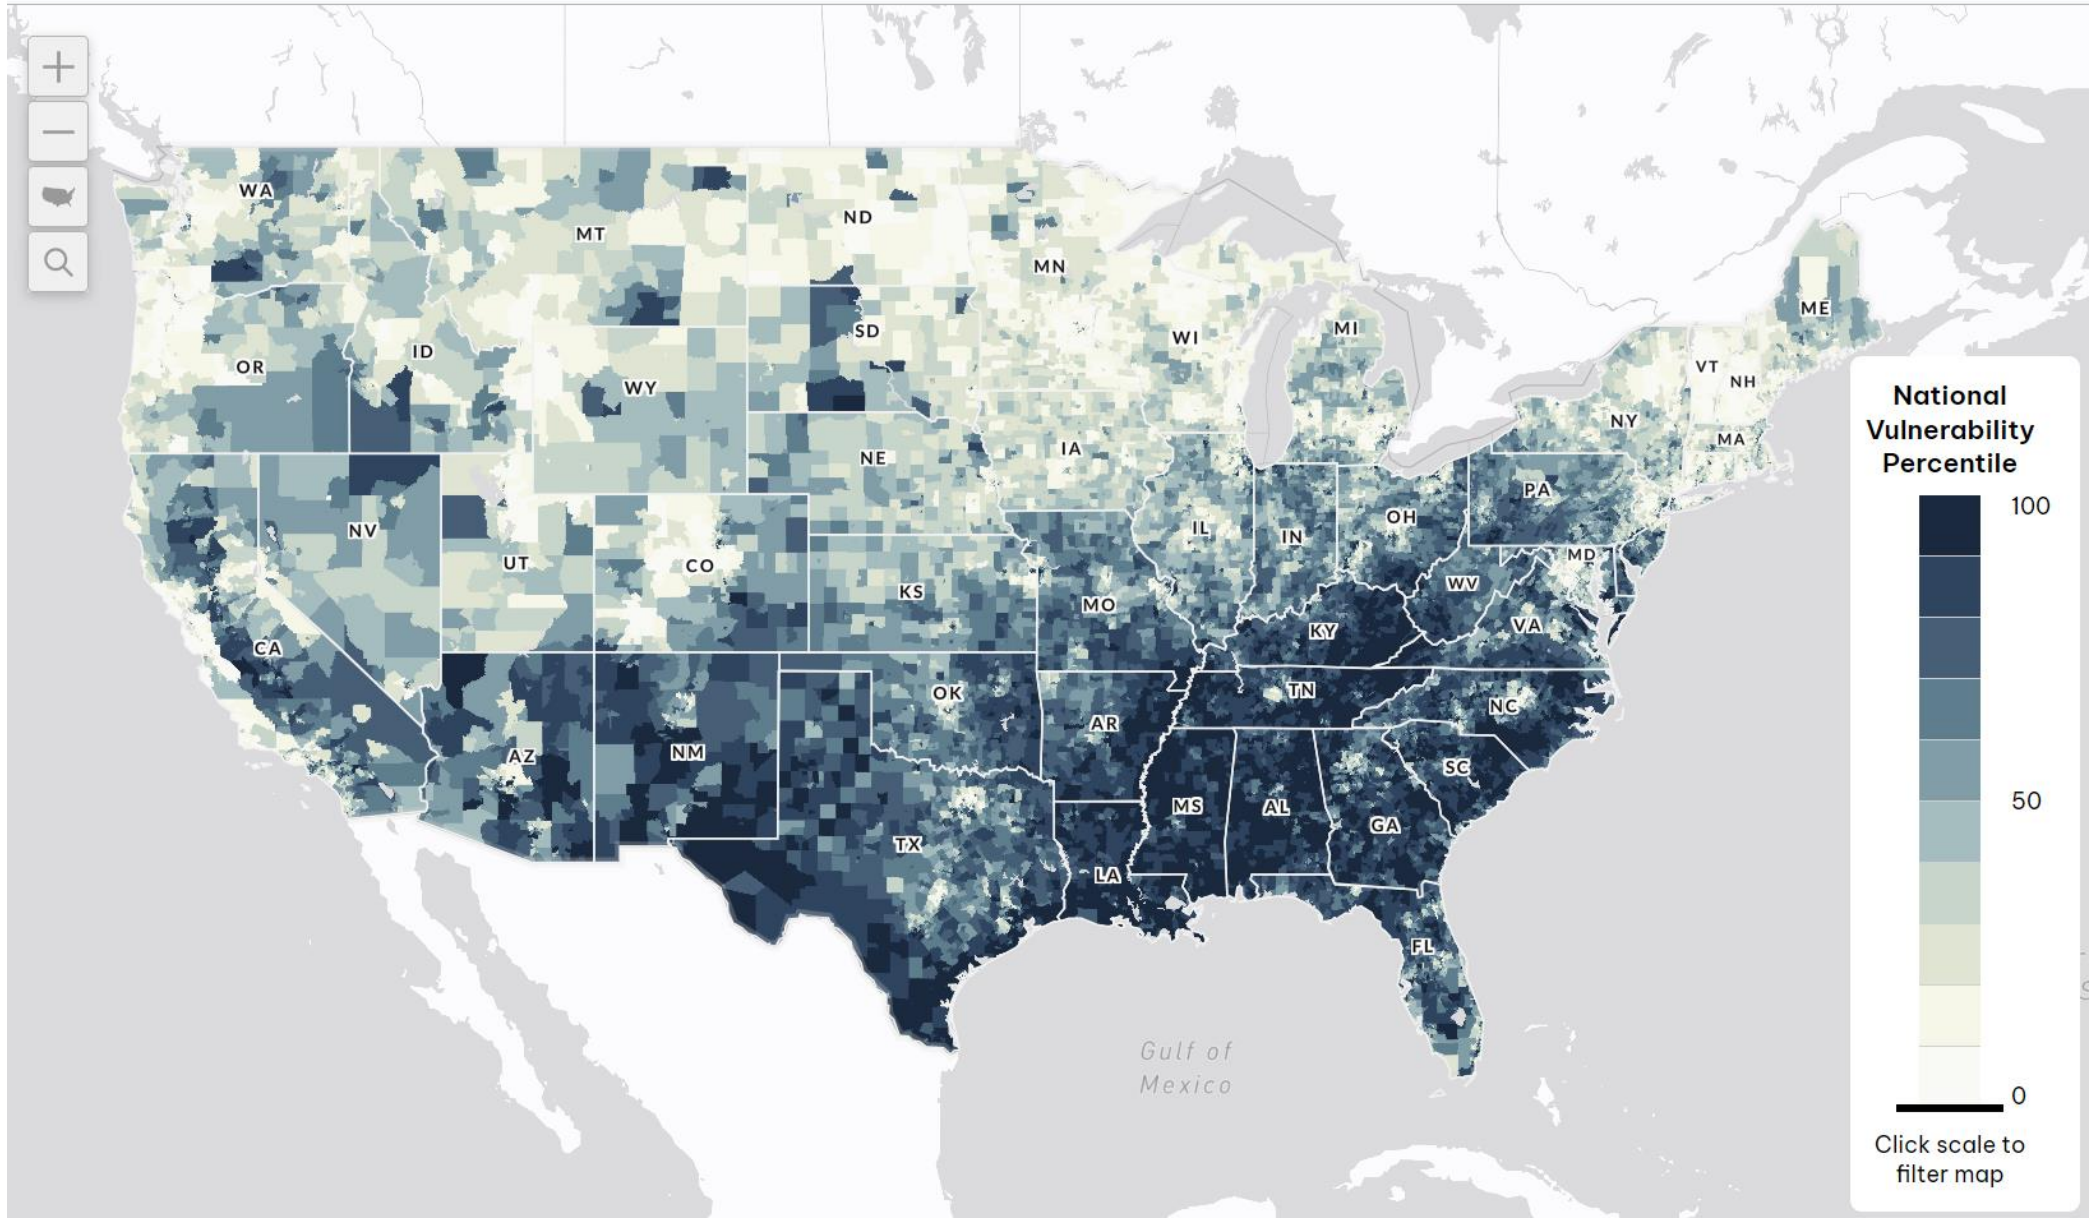 WA
MT
ND
MN
ME
OR
ID
SD
WI
MI
VT
NH
WY
NY
IA
MA
NE
NV
PA
UT
CO
IL
IN
OH
MD
KS
MO
WV
CA
KY
VA
OK
TN
NC
AR
AZ
NM
SC
MS
AL
GA
TX
LA
FL
Gulf of
Mexico
National
Vulnerability
Percentile
100
50
0
Click scale to
filter map